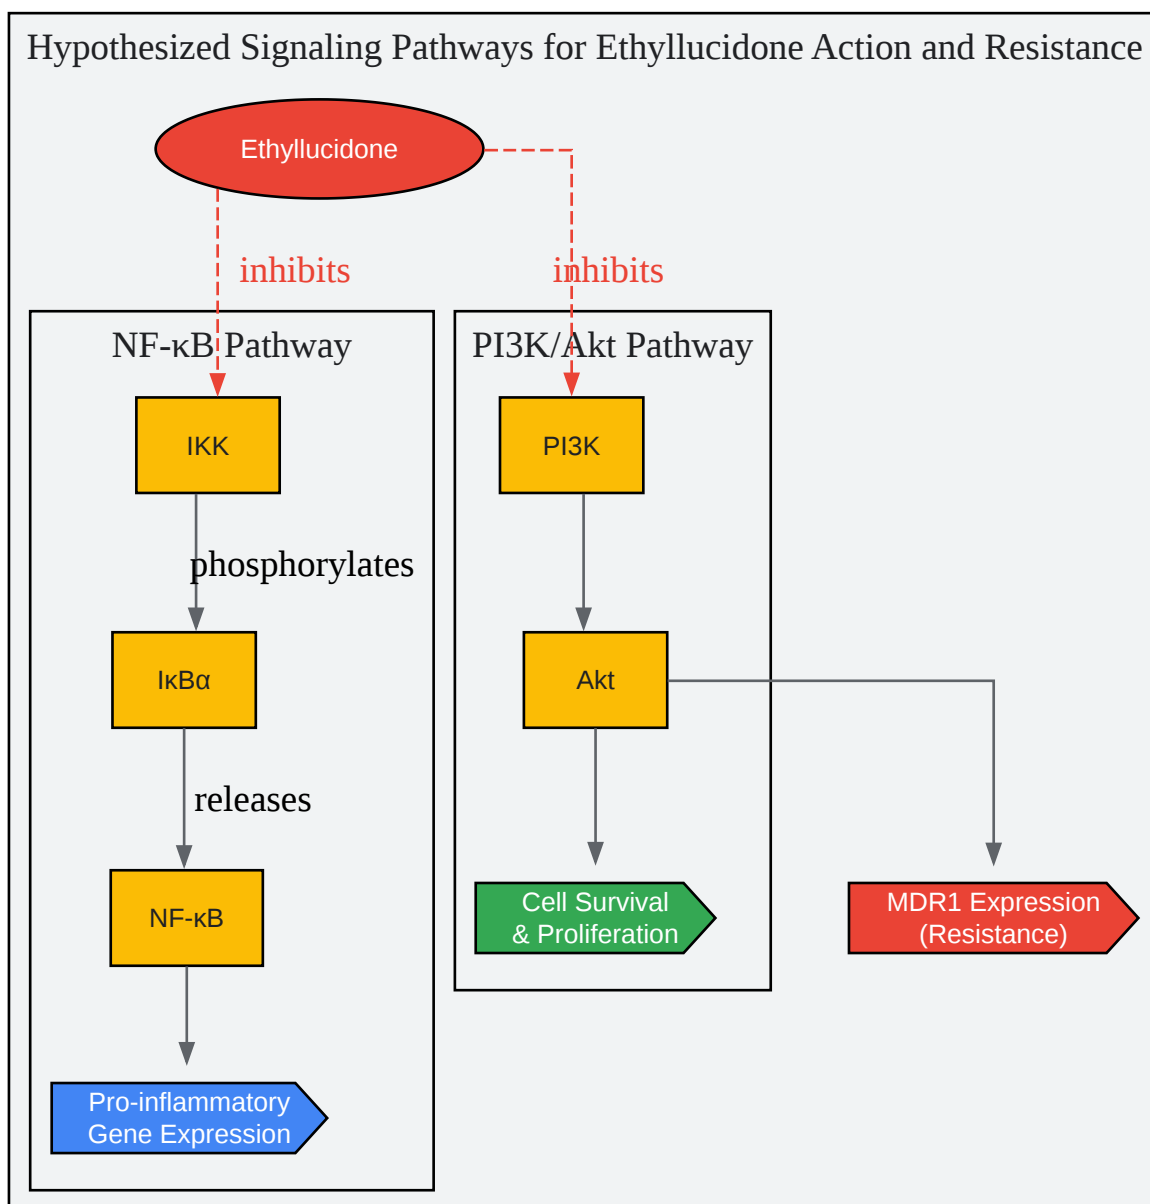 Hypothesized Signaling Pathways for Ethyllucidone Action and Resistance
Ethyllucidone
inhibits
inhibits
NF-κB Pathway
PI3K/Akt Pathway
IKK
PI3K
phosphorylates
IκBα
Akt
releases
NF-κB
Cell Survival
& Proliferation
MDR1 Expression
(Resistance)
Pro-inflammatory
Gene Expression